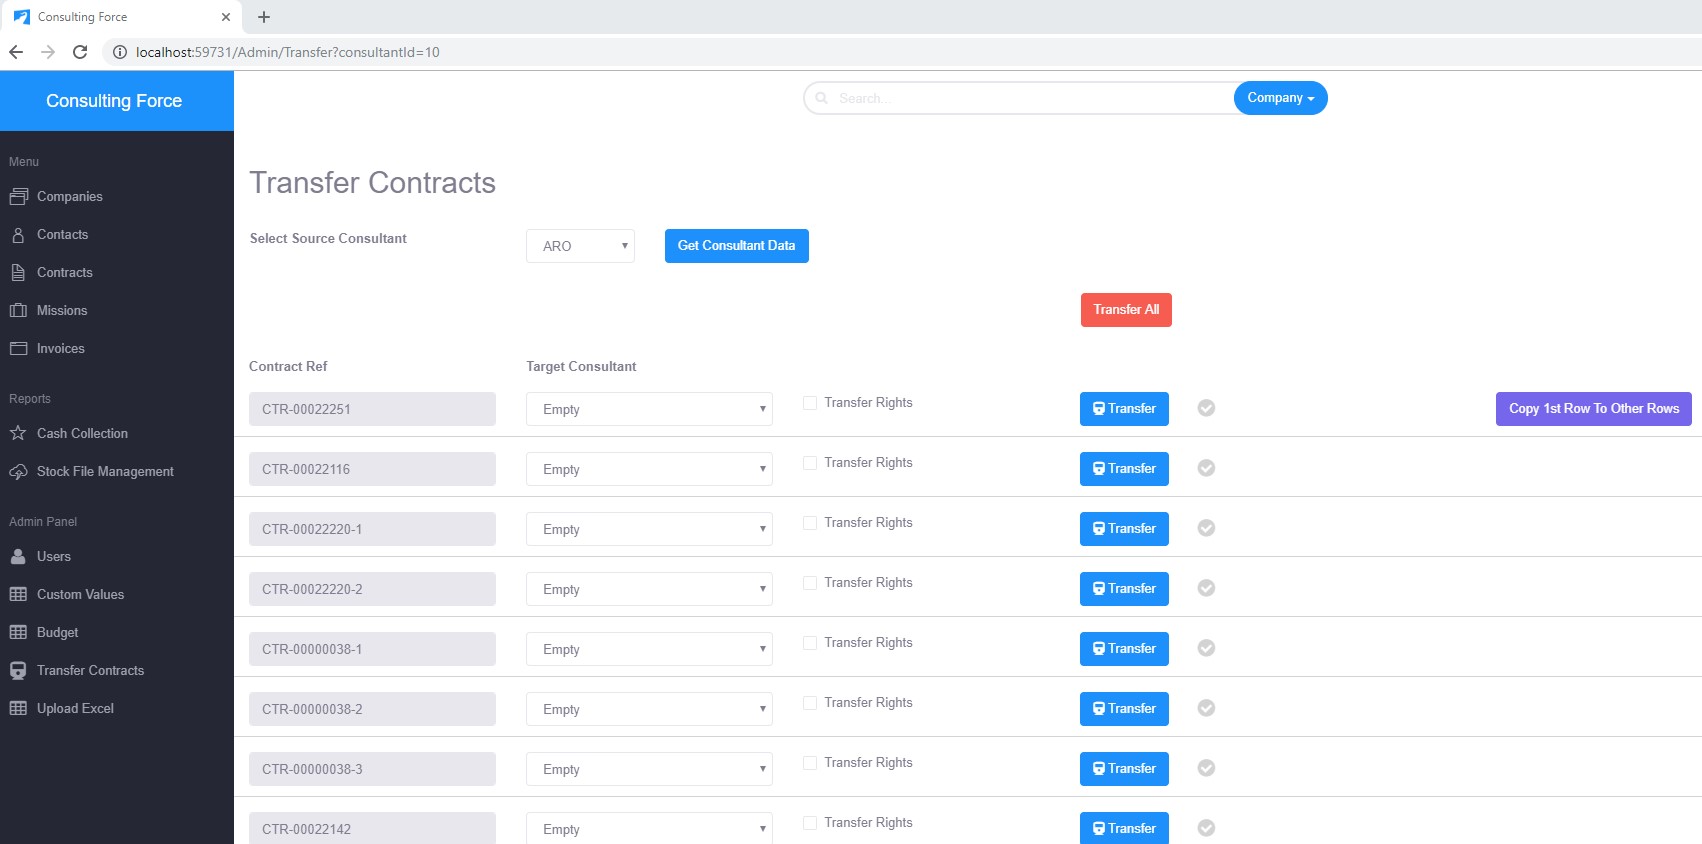 Consulting Force
localhost:59731/Admin/Transfer?consultantId=10
Consulting Force
Search...
Company
Menu
Companies
Contacts
Contracts
Missions
Invoices
Reports
Cash Collection
Stock File Management
Admin Panel
Users
Custom Values
Budget
Transfer Contracts
Upload Excel
Transfer Contracts
Select Source Consultant ARO Get Consultant Data
Transfer All
Contract Ref Target Consultant
CTR-00022251 Empty Transfer Rights Transfer Copy 1st Row To Other Rows
CTR-00022116 Empty Transfer Rights Transfer
CTR-00022220-1 Empty Transfer Rights Transfer
CTR-00022220-2 Empty Transfer Rights Transfer
CTR-00000038-1 Empty Transfer Rights Transfer
CTR-00000038-2 Empty Transfer Rights Transfer
CTR-00000038-3 Empty Transfer Rights Transfer
CTR-00022142 Empty Transfer Rights Transfer